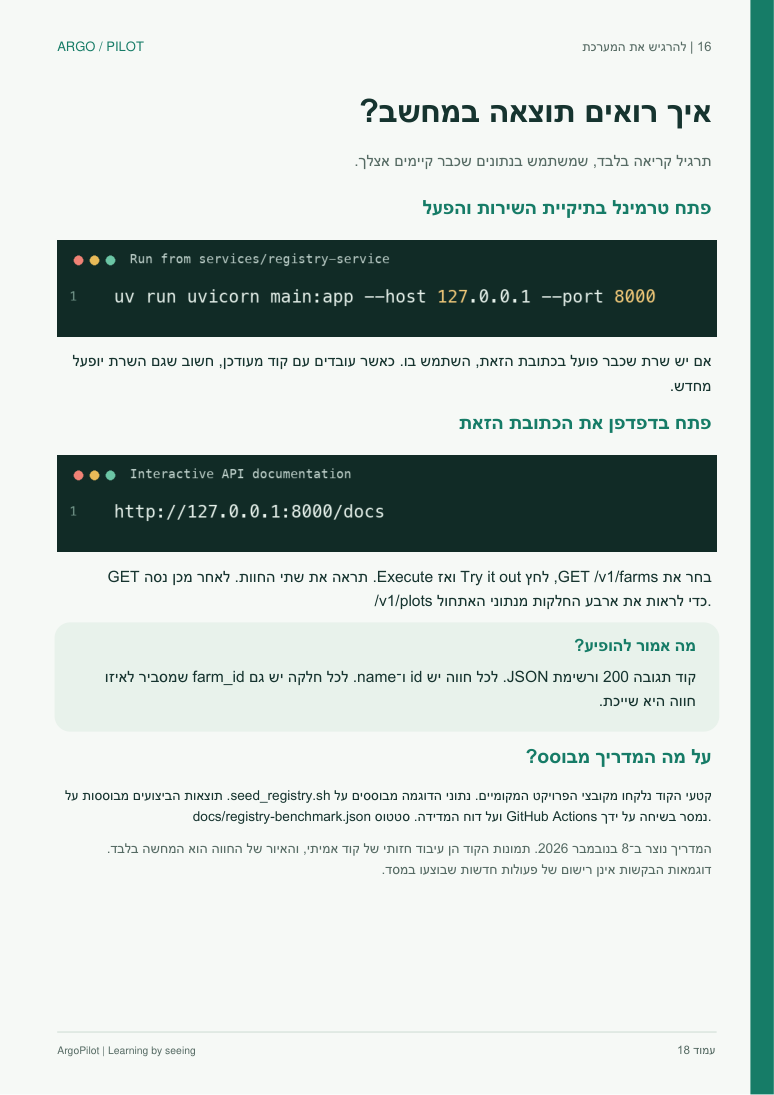 16 | להרגיש את המערכת
ARGO / PILOT
איך רואים תוצאה במחשב?
תרגיל קריאה בלבד, שמשתמש בנתונים שכבר קיימים אצלך.
פתח טרמינל בתיקיית השירות והפעל
Run from services/registry-service
1 uv run uvicorn main:app --host 127.0.0.1 --port 8000
אם יש שרת שכבר פועל בכתובת הזאת, השתמש בו. כאשר עובדים עם קוד מעודכן, חשוב שגם השרת יופעל
מחדש.
פתח בדפדפן את הכתובת הזאת
Interactive API documentation
1 http://127.0.0.1:8000/docs
בחר את GET /v1/farms, לחץ Try it out ואז Execute. תראה את שתי החוות. לאחר מכן נסה GET
/v1/plots כדי לראות את ארבע החלקות מנתוני האתחול.
מה אמור להופיע?
קוד תגובה 200 ורשימת JSON. לכל חווה יש id ו־name. לכל חלקה יש גם farm_id שמסביר לאיזו
חווה היא שייכת.
על מה המדריך מבוסס?
קטעי הקוד נלקחו מקובצי הפרויקט המקומיים. נתוני הדוגמה מבוססים על seed_registry.sh. תוצאות הביצועים מבוססות על
docs/registry-benchmark.json ועל דוח המדידה. סטטוס GitHub Actions נמסר בשיחה על ידך.
המדריך נוצר ב־8 בנובמבר 2026. תמונות הקוד הן עיבוד חזותי של קוד אמיתי, והאיור של החווה הוא המחשה בלבד.
דוגמאות הבקשות אינן רישום של פעולות חדשות שבוצעו במסד.
עמוד 18
ArgoPilot | Learning by seeing